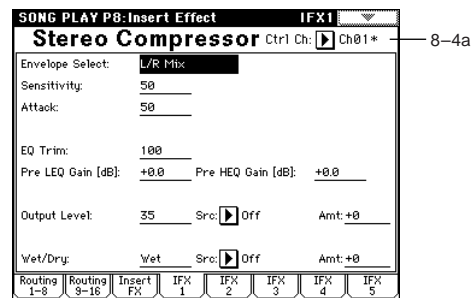 SONG PLAY P8:Insert Effect IFX1
Stereo Compressor Ctrl Ch: Ch01* 8–4a
Envelope Select: L/R Mix
Sensitivity: 50
Attack: 50
EQ Trim: 100
Pre LEQ Gain [dB]: +0.0 Pre HEQ Gain [dB]: +0.0
Output Level: 35 Src: Off Amt: +0
Wet/Dry: Wet Src: Off Amt: +0
Routing 1-8 Routing 9-16 Insert FX IFX 1 IFX 2 IFX 3 IFX 4 IFX 5